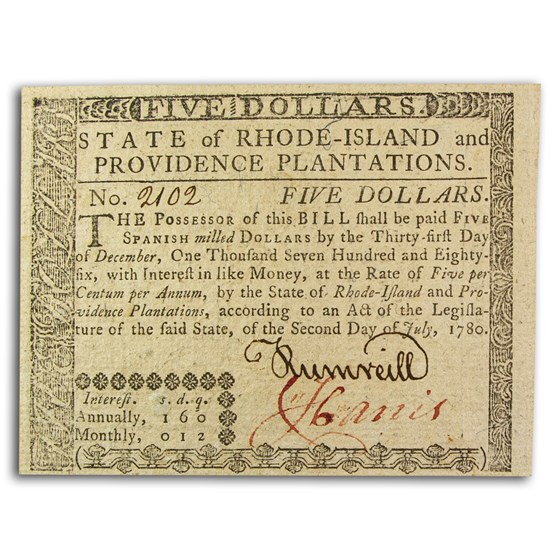 FIVE DOLLARS.
STATE of RHODE-ISLAND and
PROVIDENCE PLANTATIONS.
No. 2102 FIVE DOLLARS.
THE POSSESSOR of this BILL ſhall be paid FIVE
SPANISH milled DOLLARS by the Thirty-firſt Day
of December, One Thouſand Seven Hundred and Eighty-
ſix, with Intereſt in like Money, at the Rate of Five per
Centum per Annum, by the State of Rhode-Iſland and Pro-
vidence Plantations, according to an Act of the Legiſla-
ture of the ſaid State, of the Second Day of July, 1780.
Intereſt. s. d. q.
Annually, 1 6 0
Monthly, 0 1 2